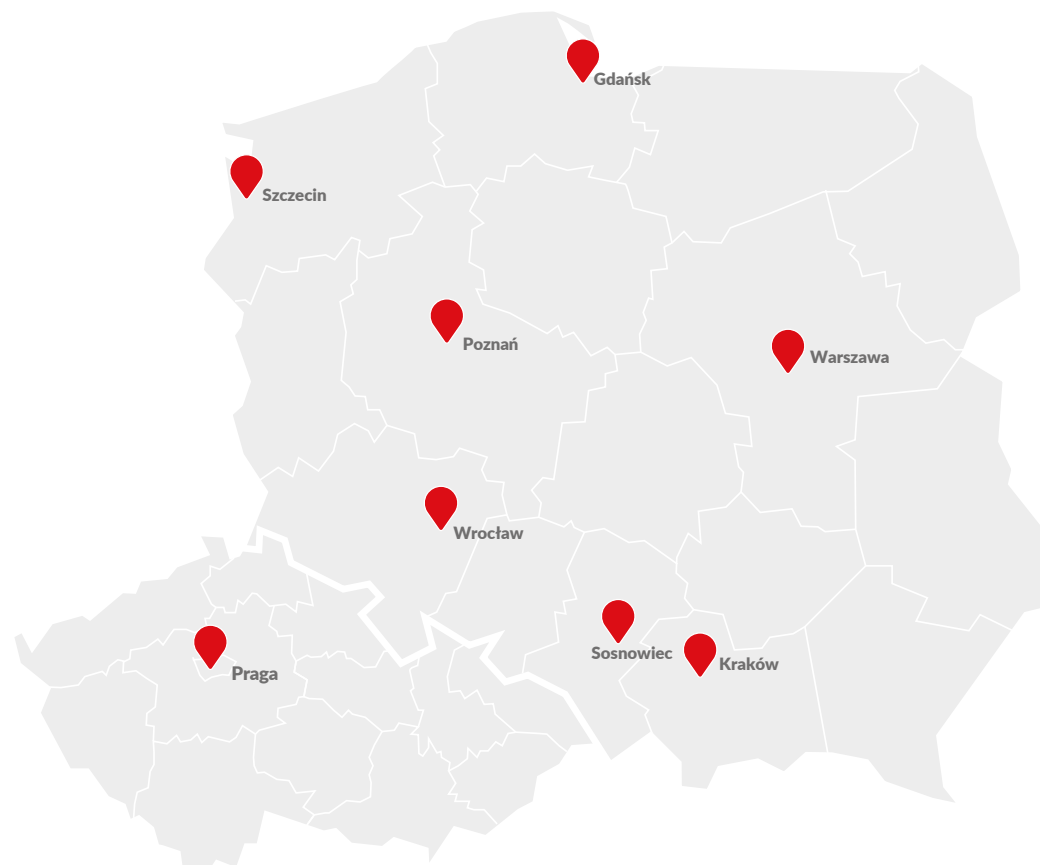 Gdańsk
Szczecin
Poznań
Warszawa
Wrocław
Sosnowiec
Kraków
Praga